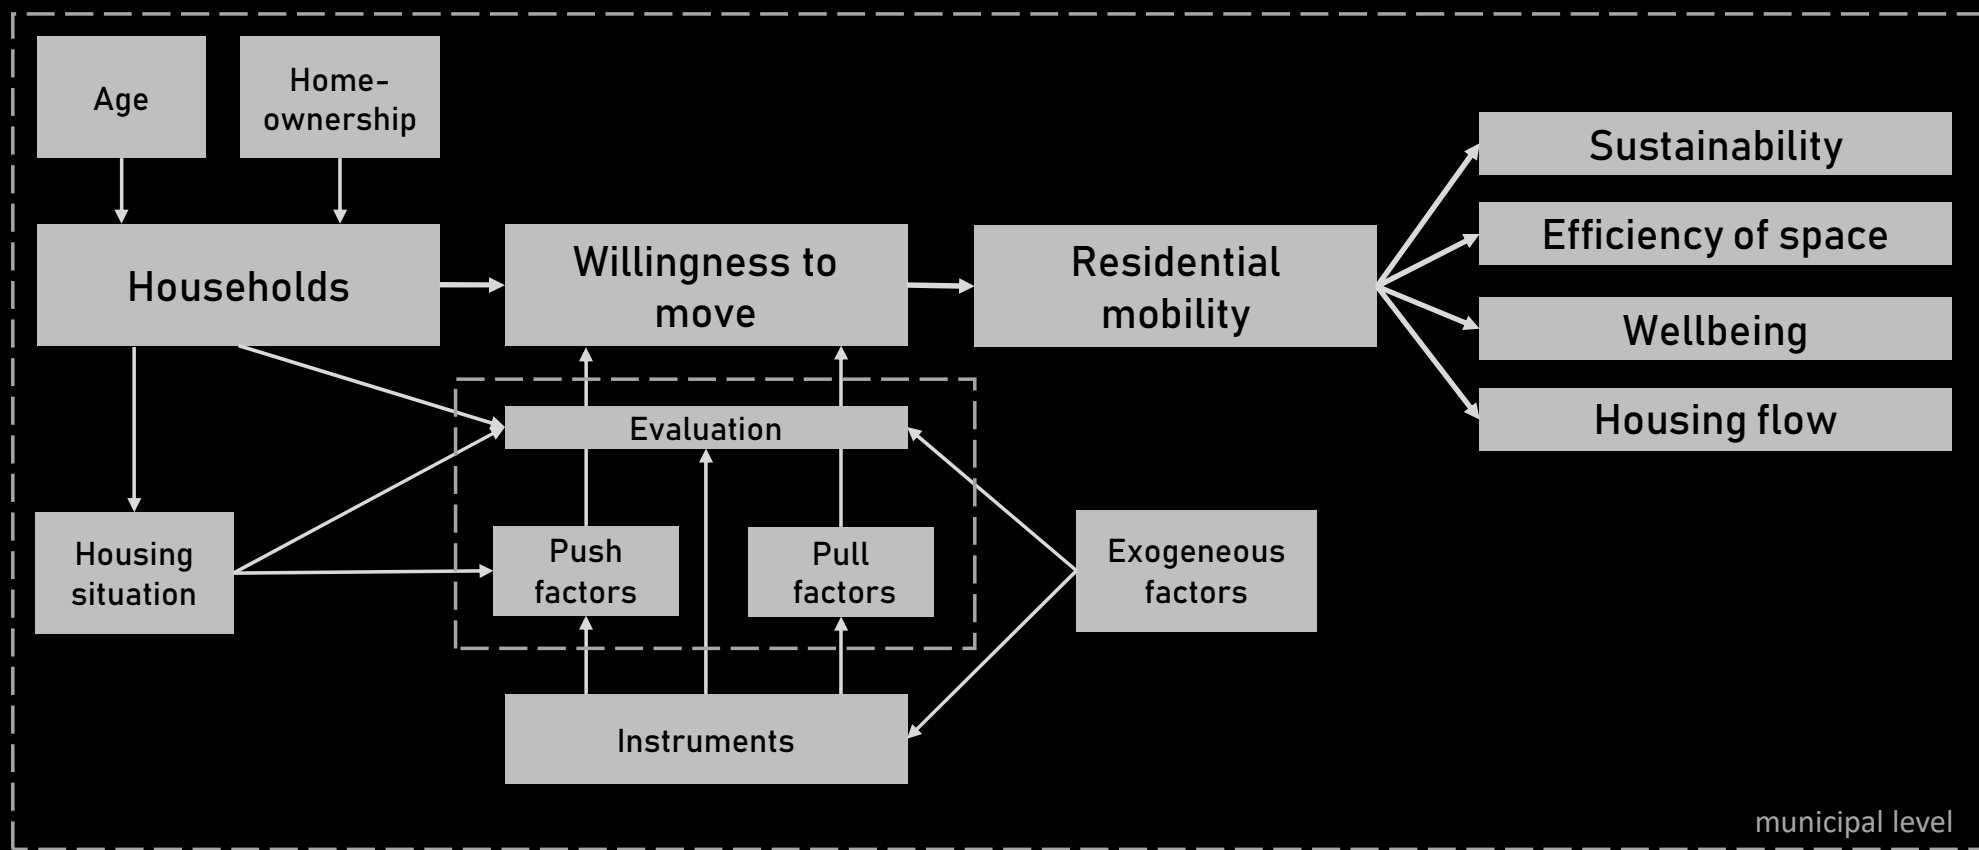 Age
Home-
ownership
Households
Willingness to
move
Residential
mobility
Sustainability
Efficiency of space
Wellbeing
Housing flow
Evaluation
Housing
situation
Push
factors
Pull
factors
Exogeneous
factors
Instruments
municipal level